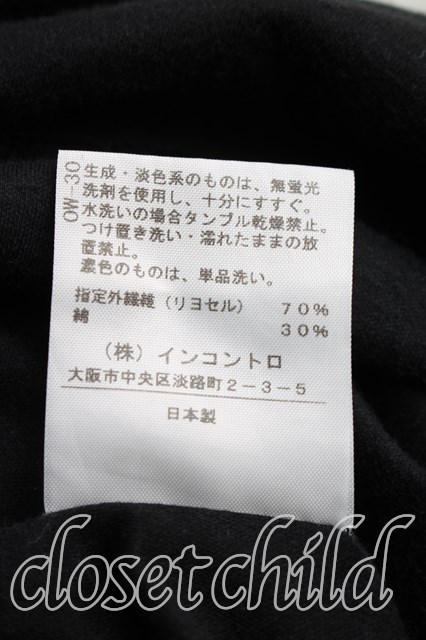 OW-30
生成・淡色系のものは、無蛍光
洗剤を使用し、十分にすすぐ。
水洗いの場合タンブル乾燥禁止。
つけ置き洗い・濡れたままの放
置禁止。
濃色のものは、単品洗い。
指定外繊維（リヨセル） 70%
綿 30%
（株）インコントロ
大阪市中央区淡路町2-3-5
日本製
closet child